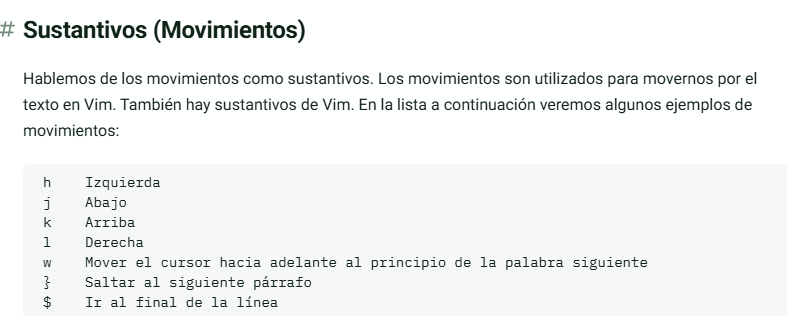 # Sustantivos (Movimientos)
Hablemos de los movimientos como sustantivos. Los movimientos son utilizados para movernos por el
texto en Vim. También hay sustantivos de Vim. En la lista a continuación veremos algunos ejemplos de
movimientos:
h    Izquierda
j    Abajo
k    Arriba
l    Derecha
w    Mover el cursor hacia adelante al principio de la palabra siguiente
}    Saltar al siguiente párrafo
$    Ir al final de la línea